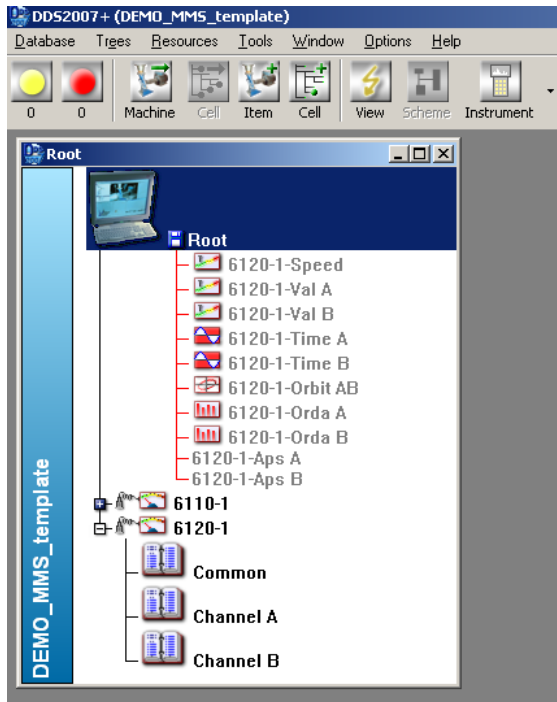 DDS2007+ (DEMO_MMS_template)
Database Trees Resources Tools Window Options Help
0 0 Machine Cell Item Cell View Scheme Instrument
Root
Root
6120-1-Speed
6120-1-Val A
6120-1-Val B
6120-1-Time A
6120-1-Time B
6120-1-Orbit AB
6120-1-Orda A
6120-1-Orda B
6120-1-Aps A
6120-1-Aps B
6110-1
6120-1
Common
Channel A
Channel B
DEMO_MMS_template